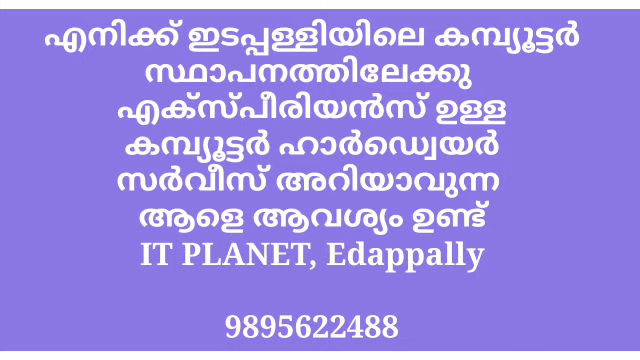 എനിക്ക് ഇടപ്പള്ളിയിലെ കമ്പ്യൂട്ടർ
സ്ഥാപനത്തിലേക്കു
എക്സ്പീരിയൻസ് ഉള്ള
കമ്പ്യൂട്ടർ ഹാർഡ്വെയർ
സർവീസ് അറിയാവുന്ന
ആളെ ആവശ്യം ഉണ്ട്
IT PLANET, Edappally
9895622488